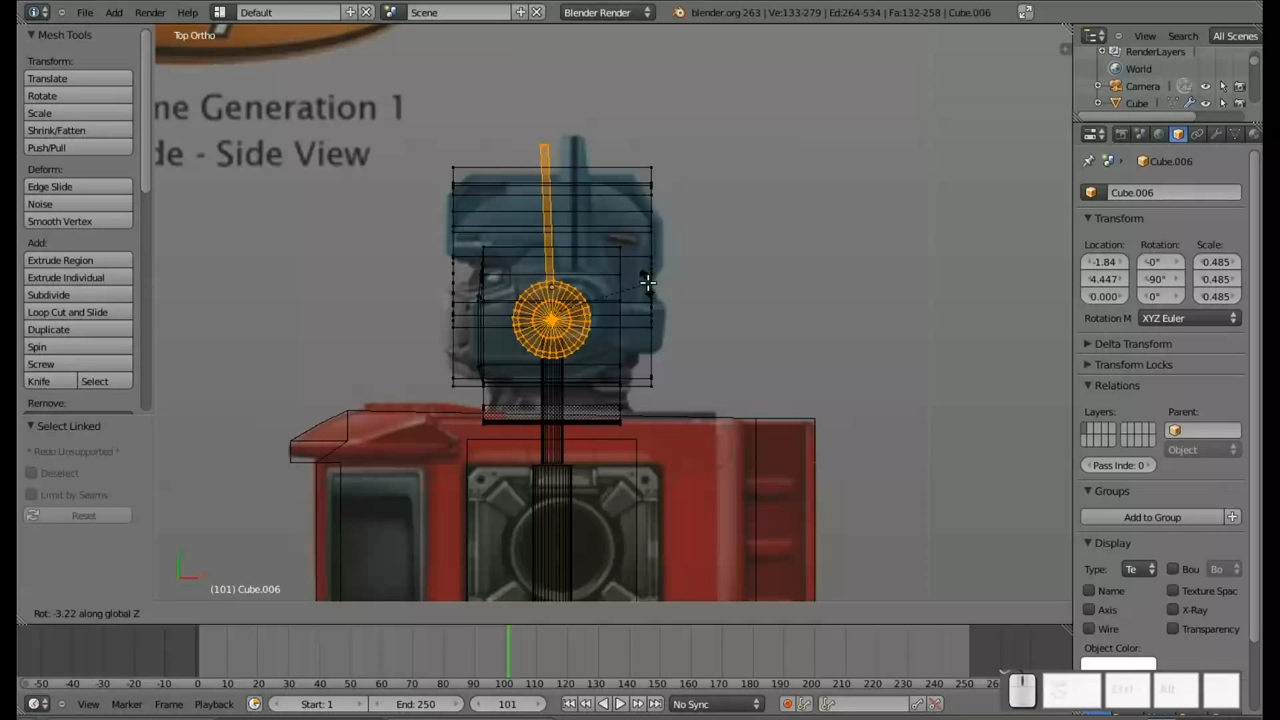 File Add Render Help Default Scene Blender Render blender.org 263 | Ve:133-279 | Ed:264-534 | Fa:132-258 | Cube.006
Mesh Tools
Transform:
Translate
Rotate
Scale
Shrink/Fatten
Push/Pull
Deform:
Edge Slide
Noise
Smooth Vertex
Add:
Extrude Region
Extrude Individual
Subdivide
Loop Cut and Slide
Duplicate
Spin
Screw
Knife Select
Remove:
Select Linked
* Redo Unsupported *
Deselect
Limit by Seams
Reset
Top Ortho
me Generation 1
de - Side View
(101) Cube.006
Rot: -3.22 along global Z
View Search All Scenes
RenderLayers
World
Camera
Cube
Cube.006
Cube.006
Transform
Location: Rotation: Scale:
-1.84 -0° 0.485
4.447 90° 0.485
0.000 0° 0.485
Rotation M XYZ Euler
Delta Transform
Transform Locks
Relations
Layers: Parent:
Object
Pass Inde: 0
Groups
Add to Group
Display
Type: Te Bou Bo
Name Texture Spac
Axis X-Ray
Wire Transparency
Object Color:
-50 -40 -30 -20 -10 0 10 20 30 40 50 60 70 80 90 100 110 120 130 140 150 160 170 180 190 200 210 220 230 240 250 26
View Marker Frame Playback Start: 1 End: 250 101 No Sync
Ctrl Alt